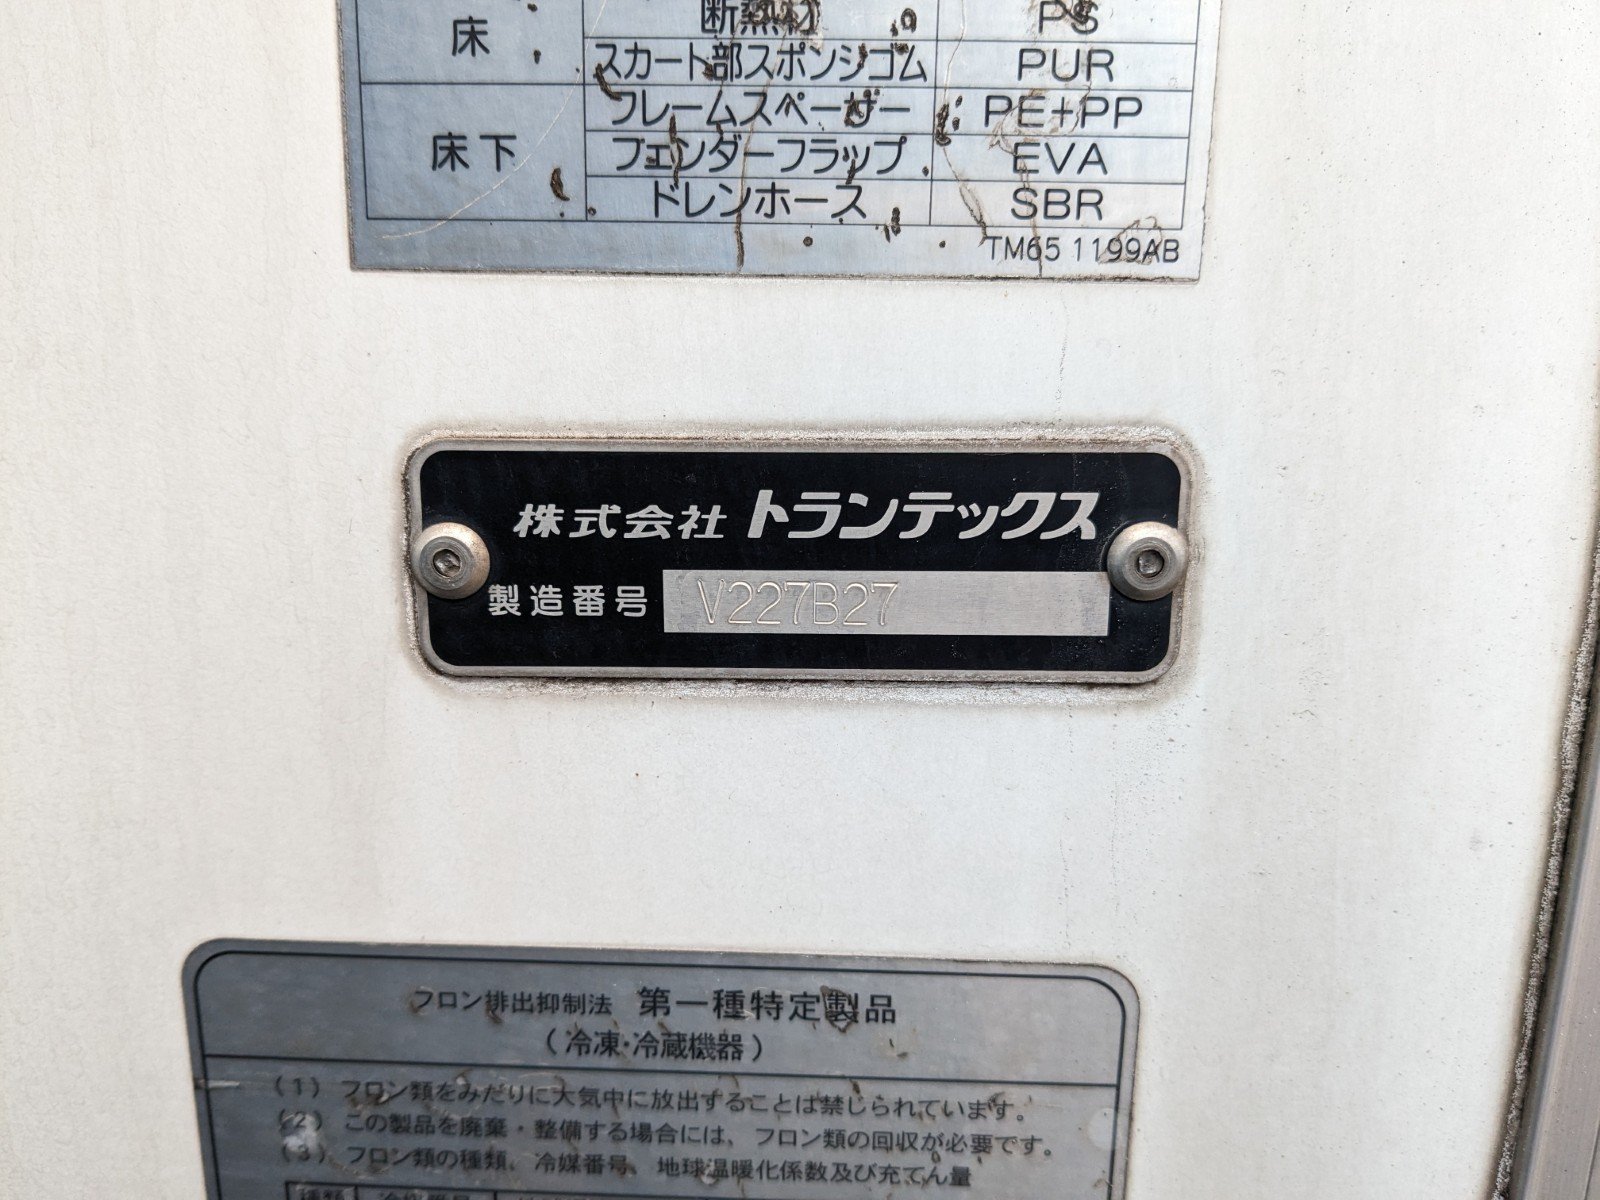 床 断熱材 PS
スカート部スポンジゴム PUR
床下 フレームスペーサー PE+PP
フェンダーフラップ EVA
ドレンホース SBR
TM65 1199AB
株式会社 トランテックス
製造番号 V227B27
フロン排出抑制法 第一種特定製品
(冷凍・冷蔵機器)
(1) フロン類をみだりに大気中に放出することは禁じられています。
(2) この製品を廃棄・整備する場合には、フロン類の回収が必要です。
(3) フロン類の種類、冷媒番号、地球温暖化係数及び充てん量
種類 冷媒番号